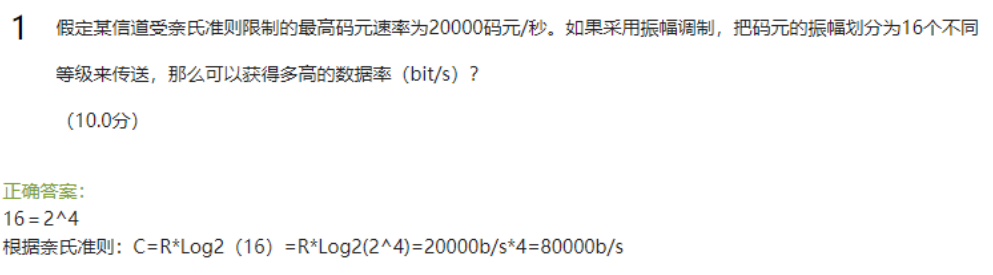 1 假定某信道受奈氏准则限制的最高码元速率为20000码元/秒。如果采用振幅调制，把码元的振幅划分为16个不同
等级来传送，那么可以获得多高的数据率（bit/s）？
（10.0分）
正确答案：
16 = 2^4
根据奈氏准则：C=R*Log2（16）=R*Log2(2^4)=20000b/s*4=80000b/s